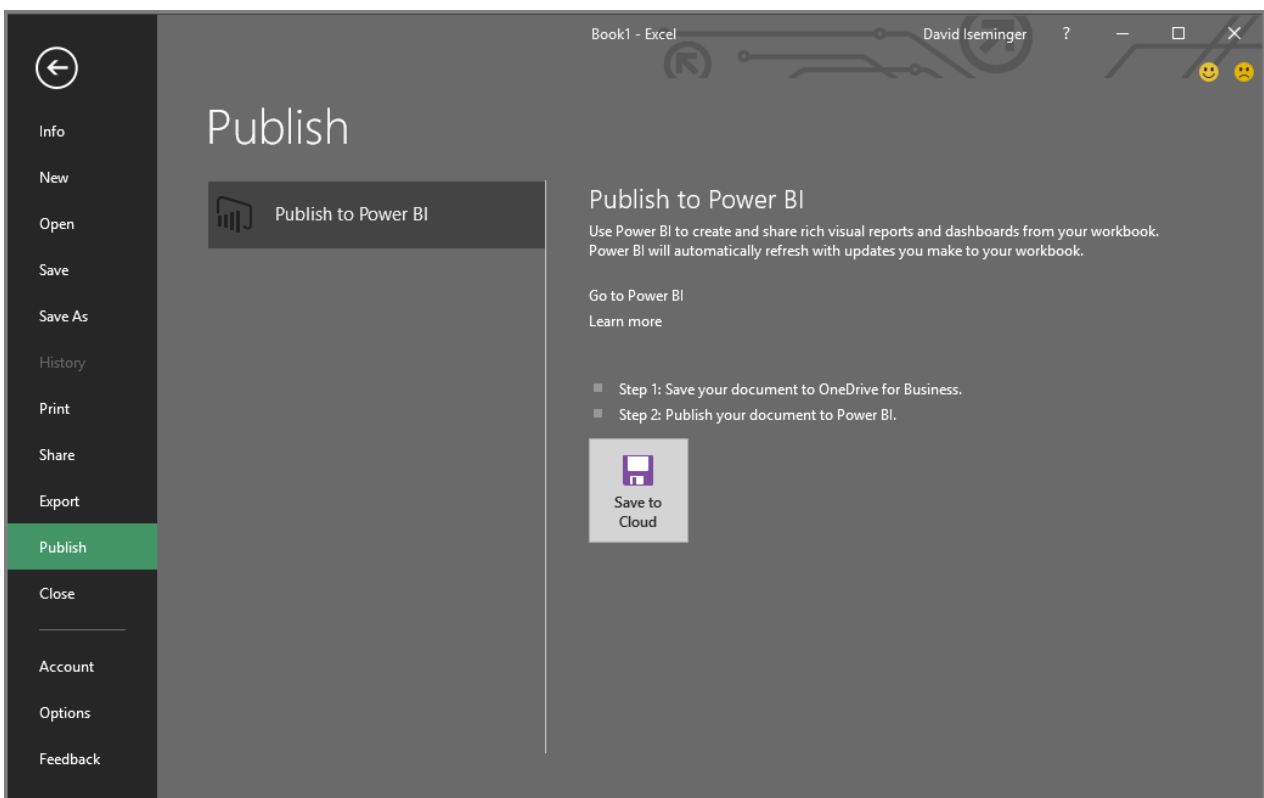 Book1 - Excel
David Iseminger
?
Info
New
Open
Save
Save As
History
Print
Share
Export
Publish
Close
Account
Options
Feedback
Publish
Publish to Power BI
Publish to Power BI
Use Power BI to create and share rich visual reports and dashboards from your workbook.
Power BI will automatically refresh with updates you make to your workbook.
Go to Power BI
Learn more
Step 1: Save your document to OneDrive for Business.
Step 2: Publish your document to Power BI.
Save to
Cloud